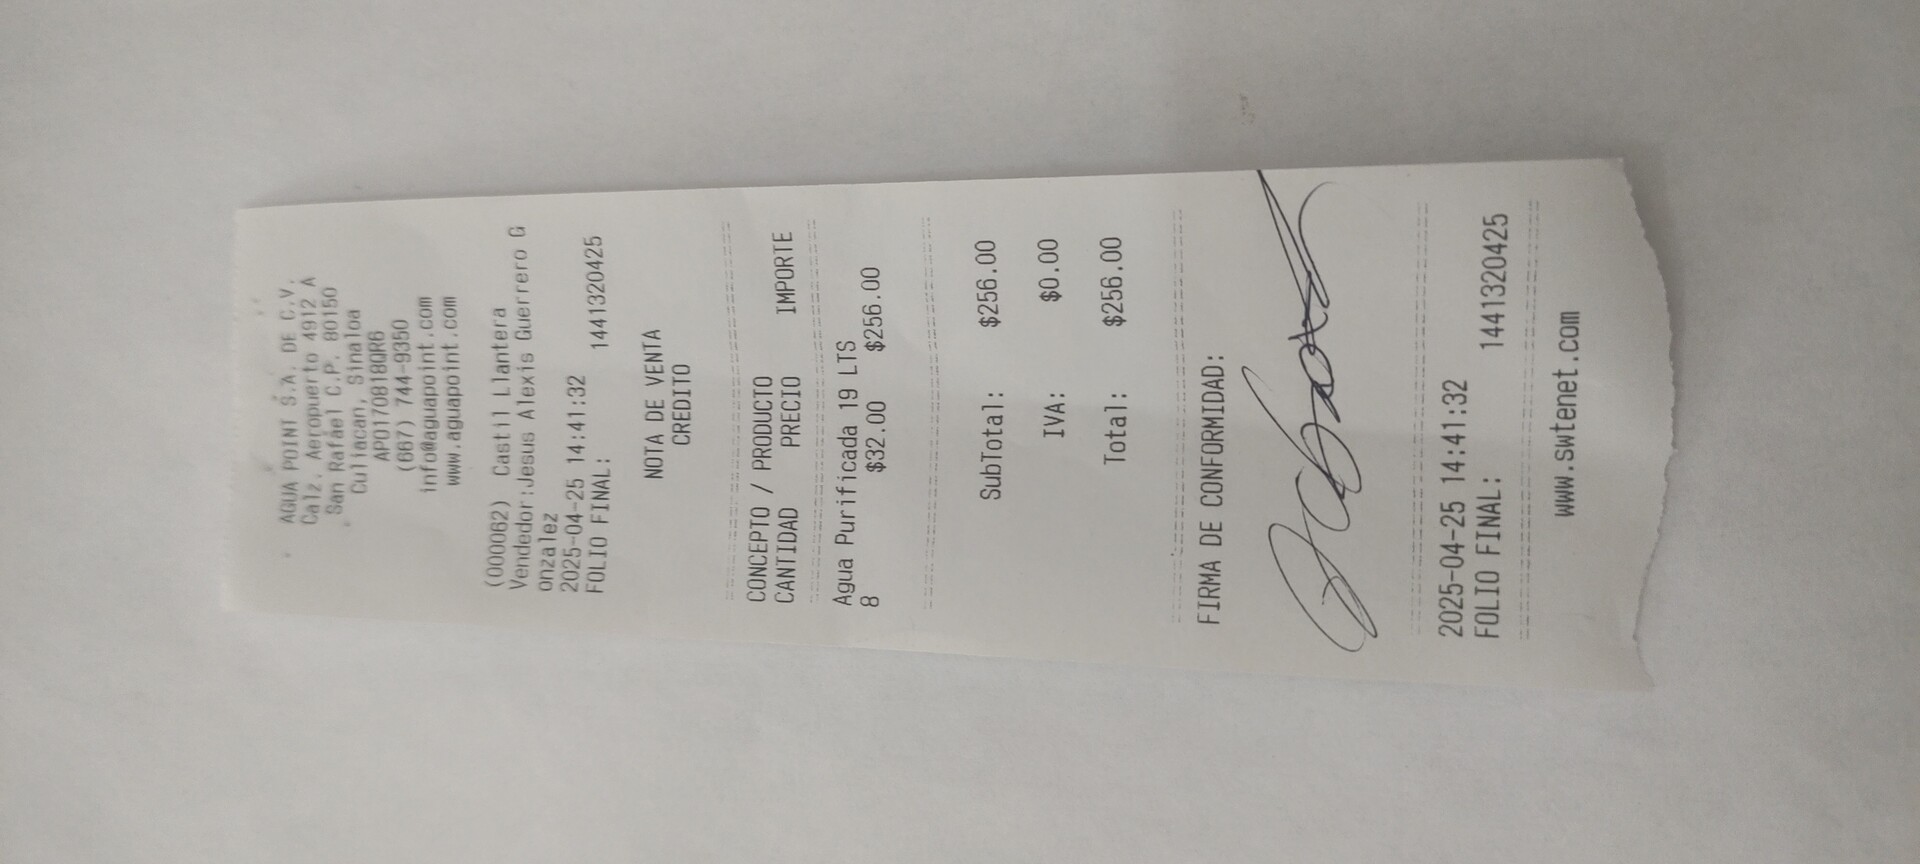 AGUA POINT S.A. DE C.V.
Calz. Aeropuerto 4912 A
San Rafael C.P. 80150
Culiacan, Sinaloa
APO170818QR6
(667) 744-9350
info@aguapoint.com
www.aguapoint.com
(000062) Castil Llantera
Vendedor:Jesus Alexis Guerrero G
onzalez
2025-04-25 14:41:32
FOLIO FINAL: 1441320425
NOTA DE VENTA
CREDITO
CONCEPTO / PRODUCTO
CANTIDAD PRECIO IMPORTE
Agua Purificada 19 LTS
8 $32.00 $256.00
SubTotal: $256.00
IVA: $0.00
Total: $256.00
FIRMA DE CONFORMIDAD:
2025-04-25 14:41:32
FOLIO FINAL: 1441320425
www.swtenet.com